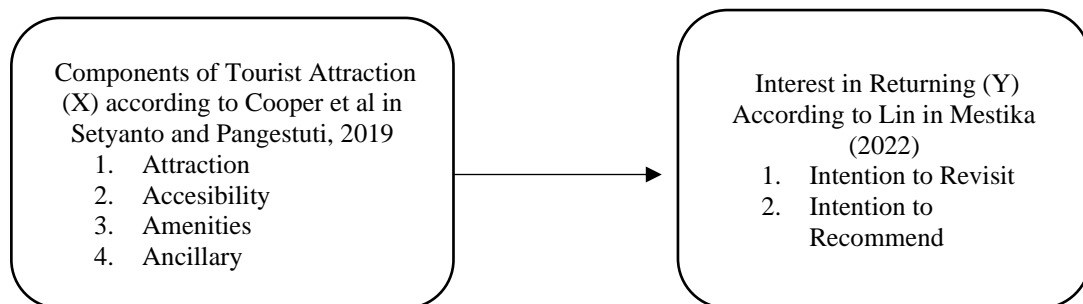 Components of Tourist Attraction
(X) according to Cooper et al in
Setyanto and Pangestuti, 2019
1. Attraction
2. Accesibility
3. Amenities
4. Ancillary
Interest in Returning (Y)
According to Lin in Mestika
(2022)
1. Intention to Revisit
2. Intention to
Recommend